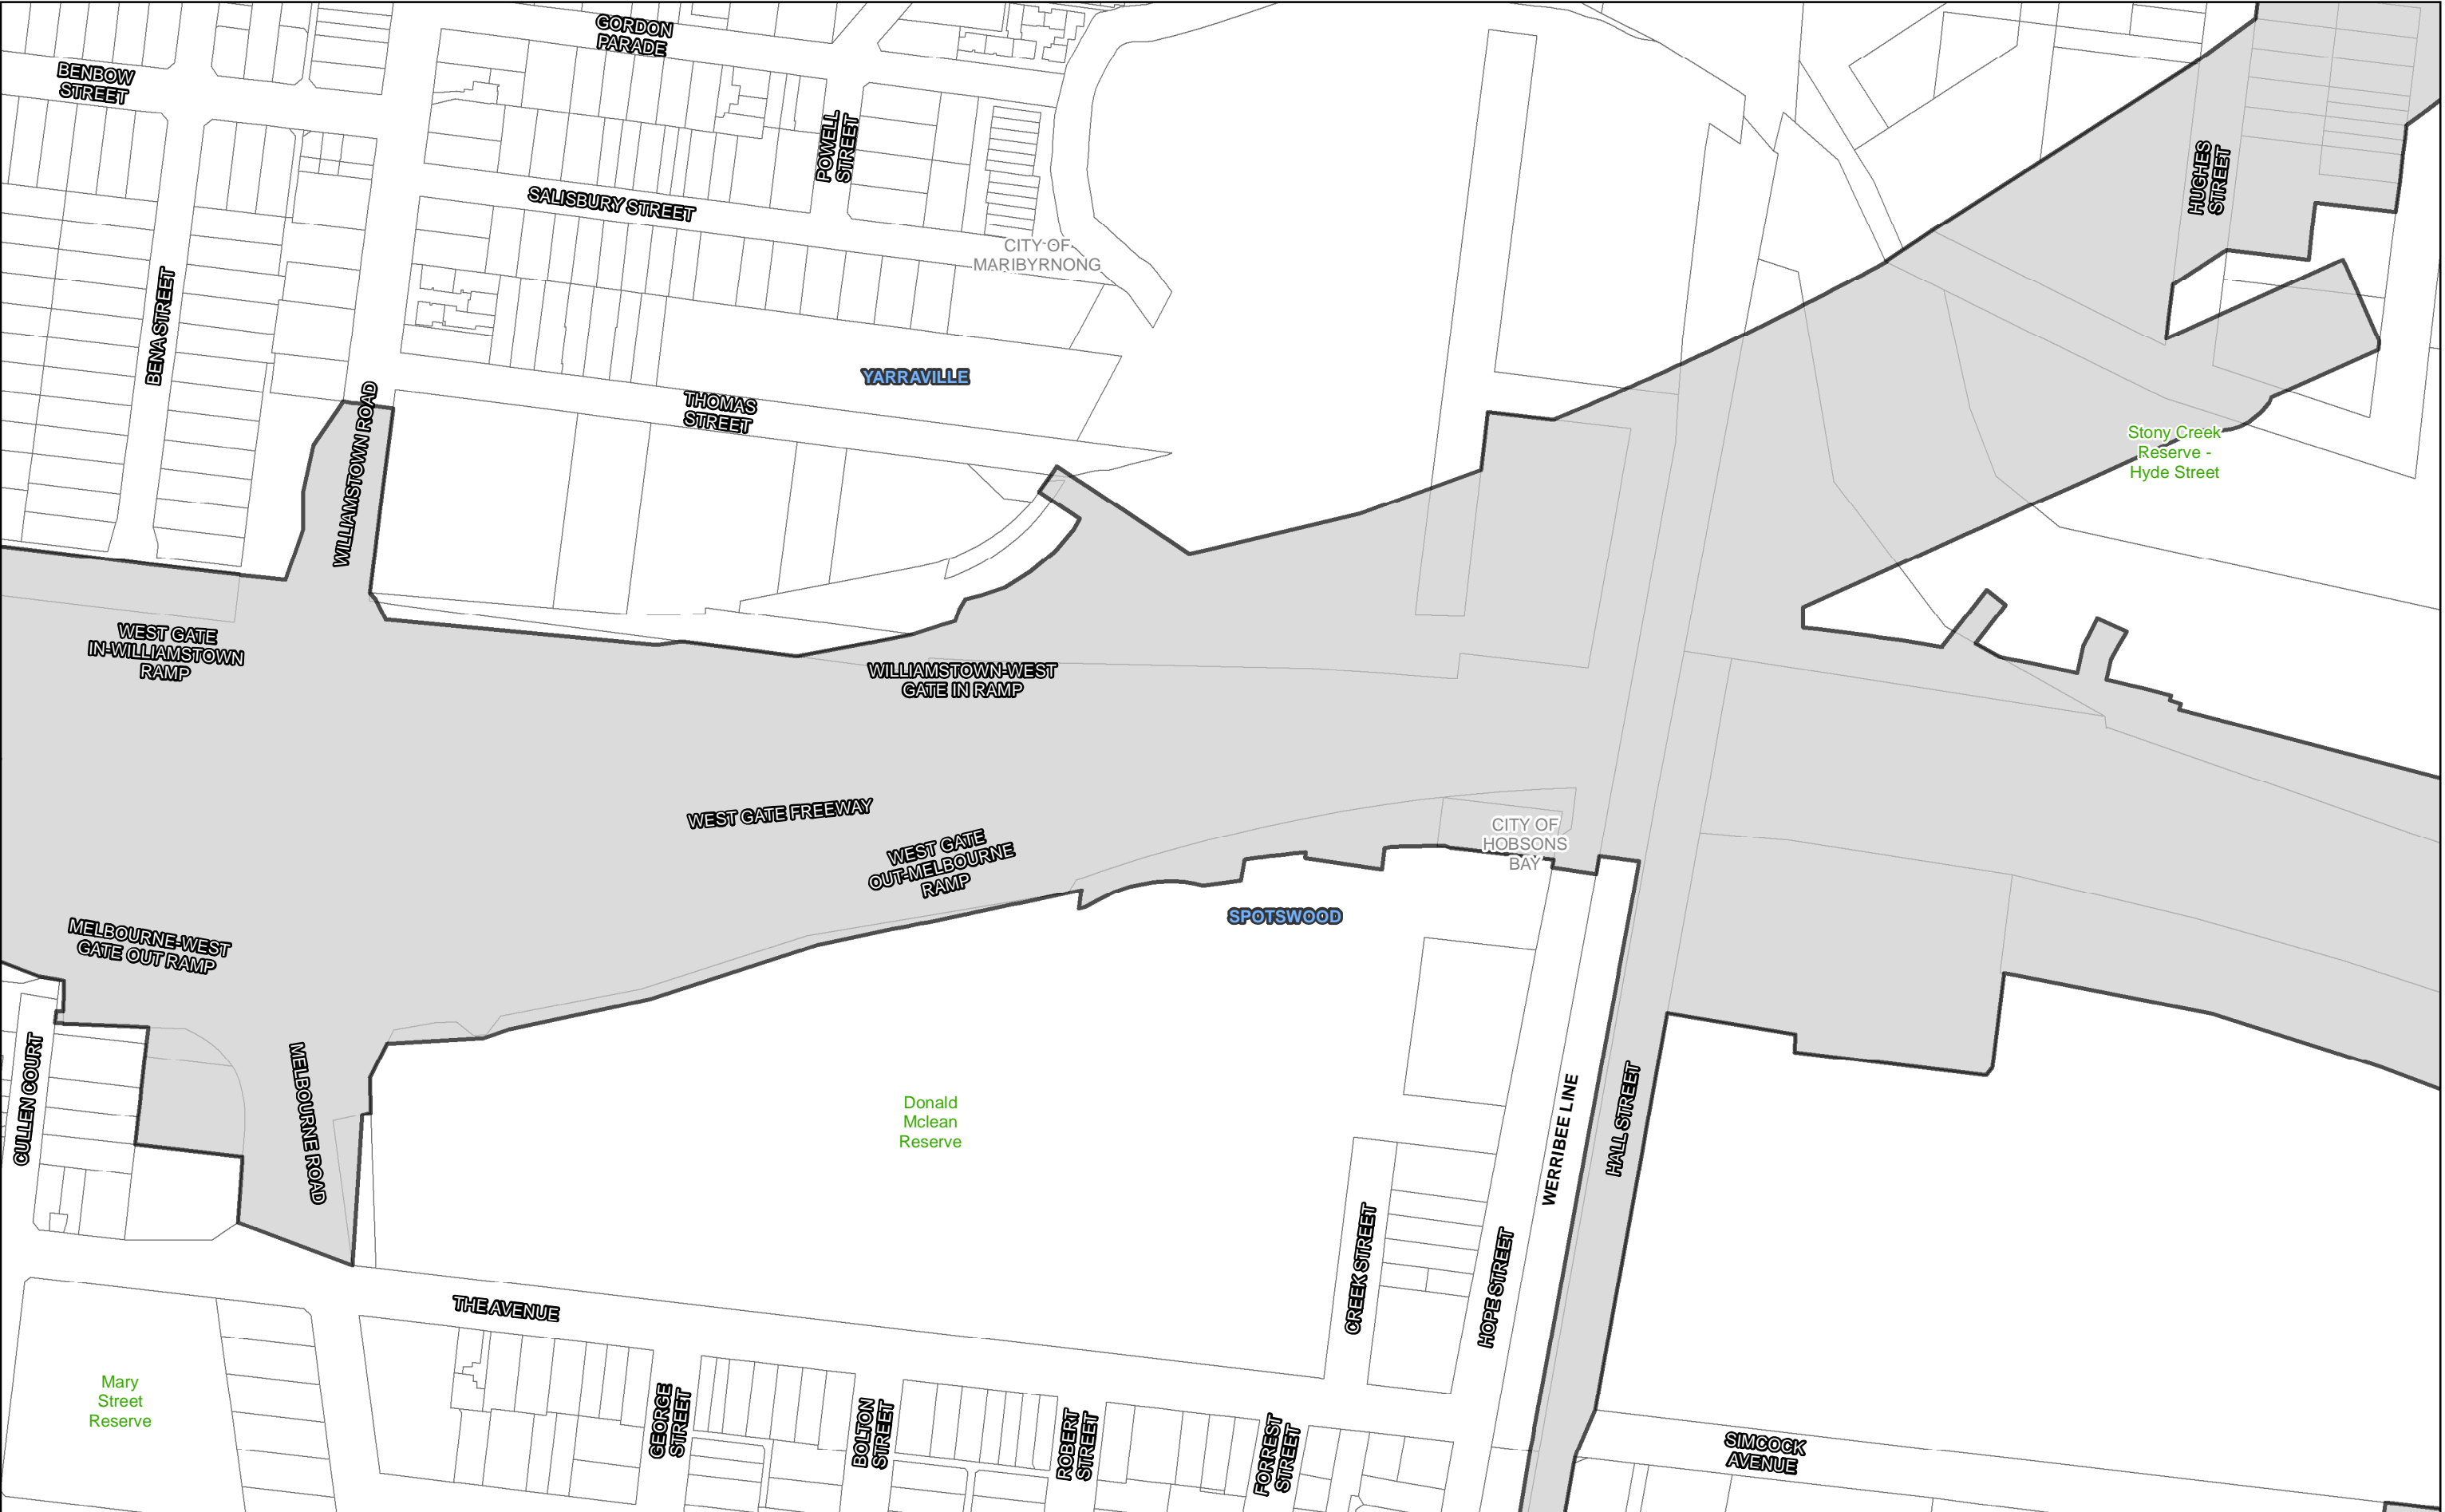 GORDON
PARADE
BENBOW
STREET
POWELL
STREET
HUGHES
STREET
SALISBURY STREET
CITY OF
MARIBYRNONG
BENA STREET
YARRAVILLE
THOMAS
STREET
WILLIAMSTOWN ROAD
Stony Creek
Reserve -
Hyde Street
WEST GATE
IN-WILLIAMSTOWN
RAMP
WILLIAMSTOWN-WEST
GATE IN RAMP
WEST GATE FREEWAY
WEST GATE
OUT-MELBOURNE
RAMP
CITY OF
HOBSONS
BAY
SPOTSWOOD
MELBOURNE-WEST
GATE OUT RAMP
CULLEN COURT
MELBOURNE ROAD
Donald
Mclean
Reserve
WERRIBEE LINE
HALL STREET
CREEK STREET
HOPE STREET
THE AVENUE
Mary
Street
Reserve
GEORGE
STREET
BOLTON
STREET
ROBERT
STREET
FORREST
STREET
SIMCOCK
AVENUE